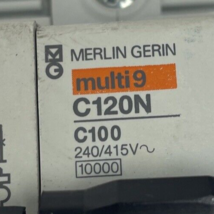 MERLIN GERIN
multi 9
C120N
C100
240/415V~
10000